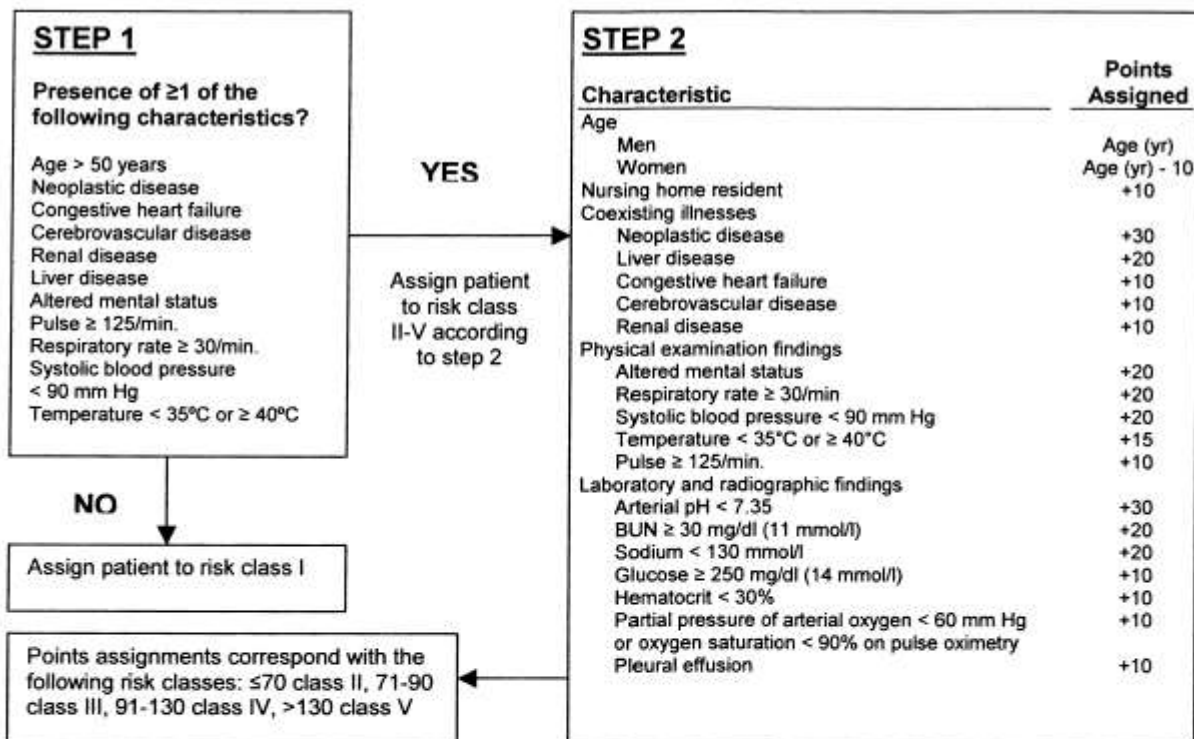 STEP 1
Presence of ≥1 of the
following characteristics?
Age > 50 years
Neoplastic disease
Congestive heart failure
Cerebrovascular disease
Renal disease
Liver disease
Altered mental status
Pulse ≥ 125/min.
Respiratory rate ≥ 30/min.
Systolic blood pressure
< 90 mm Hg
Temperature < 35ºC or ≥ 40ºC
YES
Assign patient
to risk class
II-V according
to step 2
NO
Assign patient to risk class I
STEP 2
Characteristic Points Assigned
Age
Men Age (yr)
Women Age (yr) - 10
Nursing home resident +10
Coexisting illnesses
Neoplastic disease +30
Liver disease +20
Congestive heart failure +10
Cerebrovascular disease +10
Renal disease +10
Physical examination findings
Altered mental status +20
Respiratory rate ≥ 30/min +20
Systolic blood pressure < 90 mm Hg +20
Temperature < 35°C or ≥ 40°C +15
Pulse ≥ 125/min. +10
Laboratory and radiographic findings
Arterial pH < 7.35 +30
BUN ≥ 30 mg/dl (11 mmol/l) +20
Sodium < 130 mmol/l +20
Glucose ≥ 250 mg/dl (14 mmol/l) +10
Hematocrit < 30% +10
Partial pressure of arterial oxygen < 60 mm Hg +10
or oxygen saturation < 90% on pulse oximetry
Pleural effusion +10
Points assignments correspond with the
following risk classes: ≤70 class II, 71-90
class III, 91-130 class IV, >130 class V